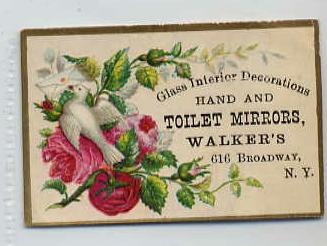 Glass Interior Decorations
HAND AND
TOILET MIRRORS,
WALKER'S
616 BROADWAY,
N. Y.